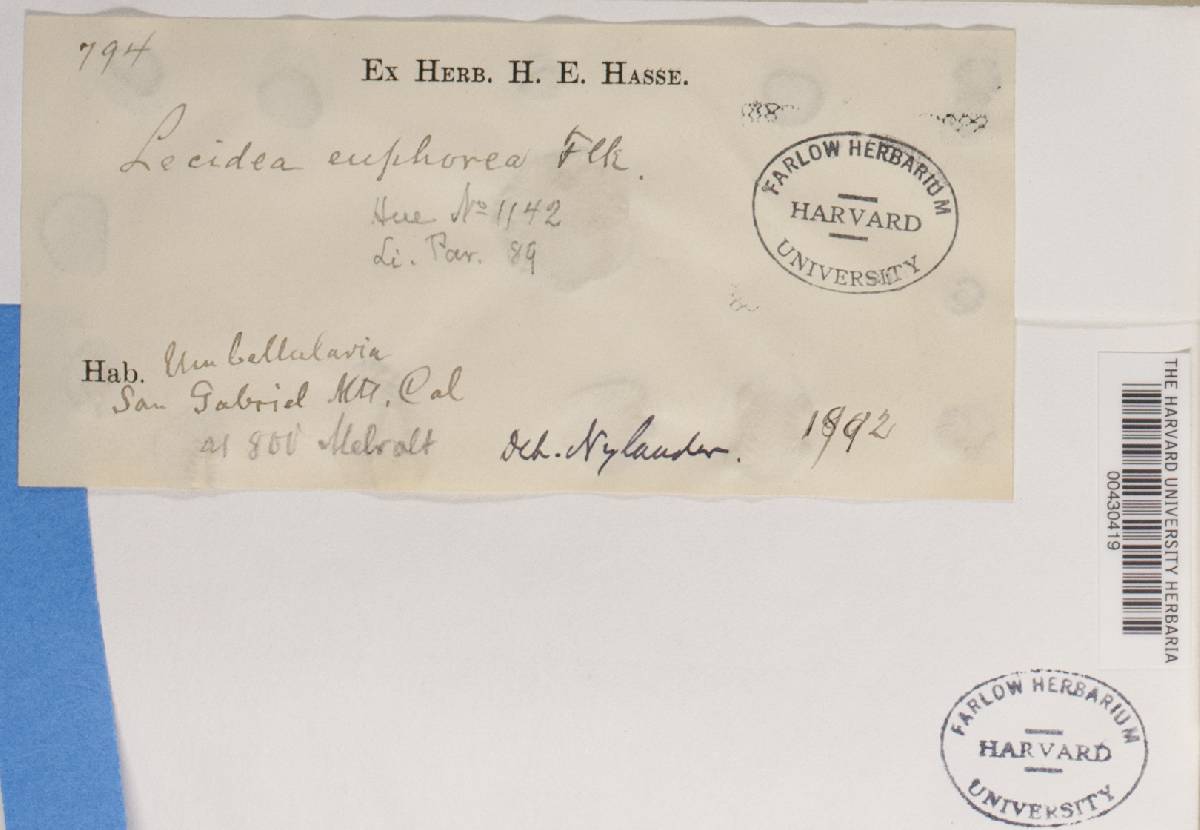 794
EX HERB. H. E. HASSE.
Lecidea euphorea Flk.
Hue No 1142
Li. Par. 89
FARLOW HERBARIUM
HARVARD
UNIVERSITY
Hab. Umbellularia
San Gabriel Mt. Cal
at 800
Det. Nylander. 1892
THE HARVARD UNIVERSITY HERBARIA
00430419
FARLOW HERBARIUM
HARVARD
UNIVERSITY